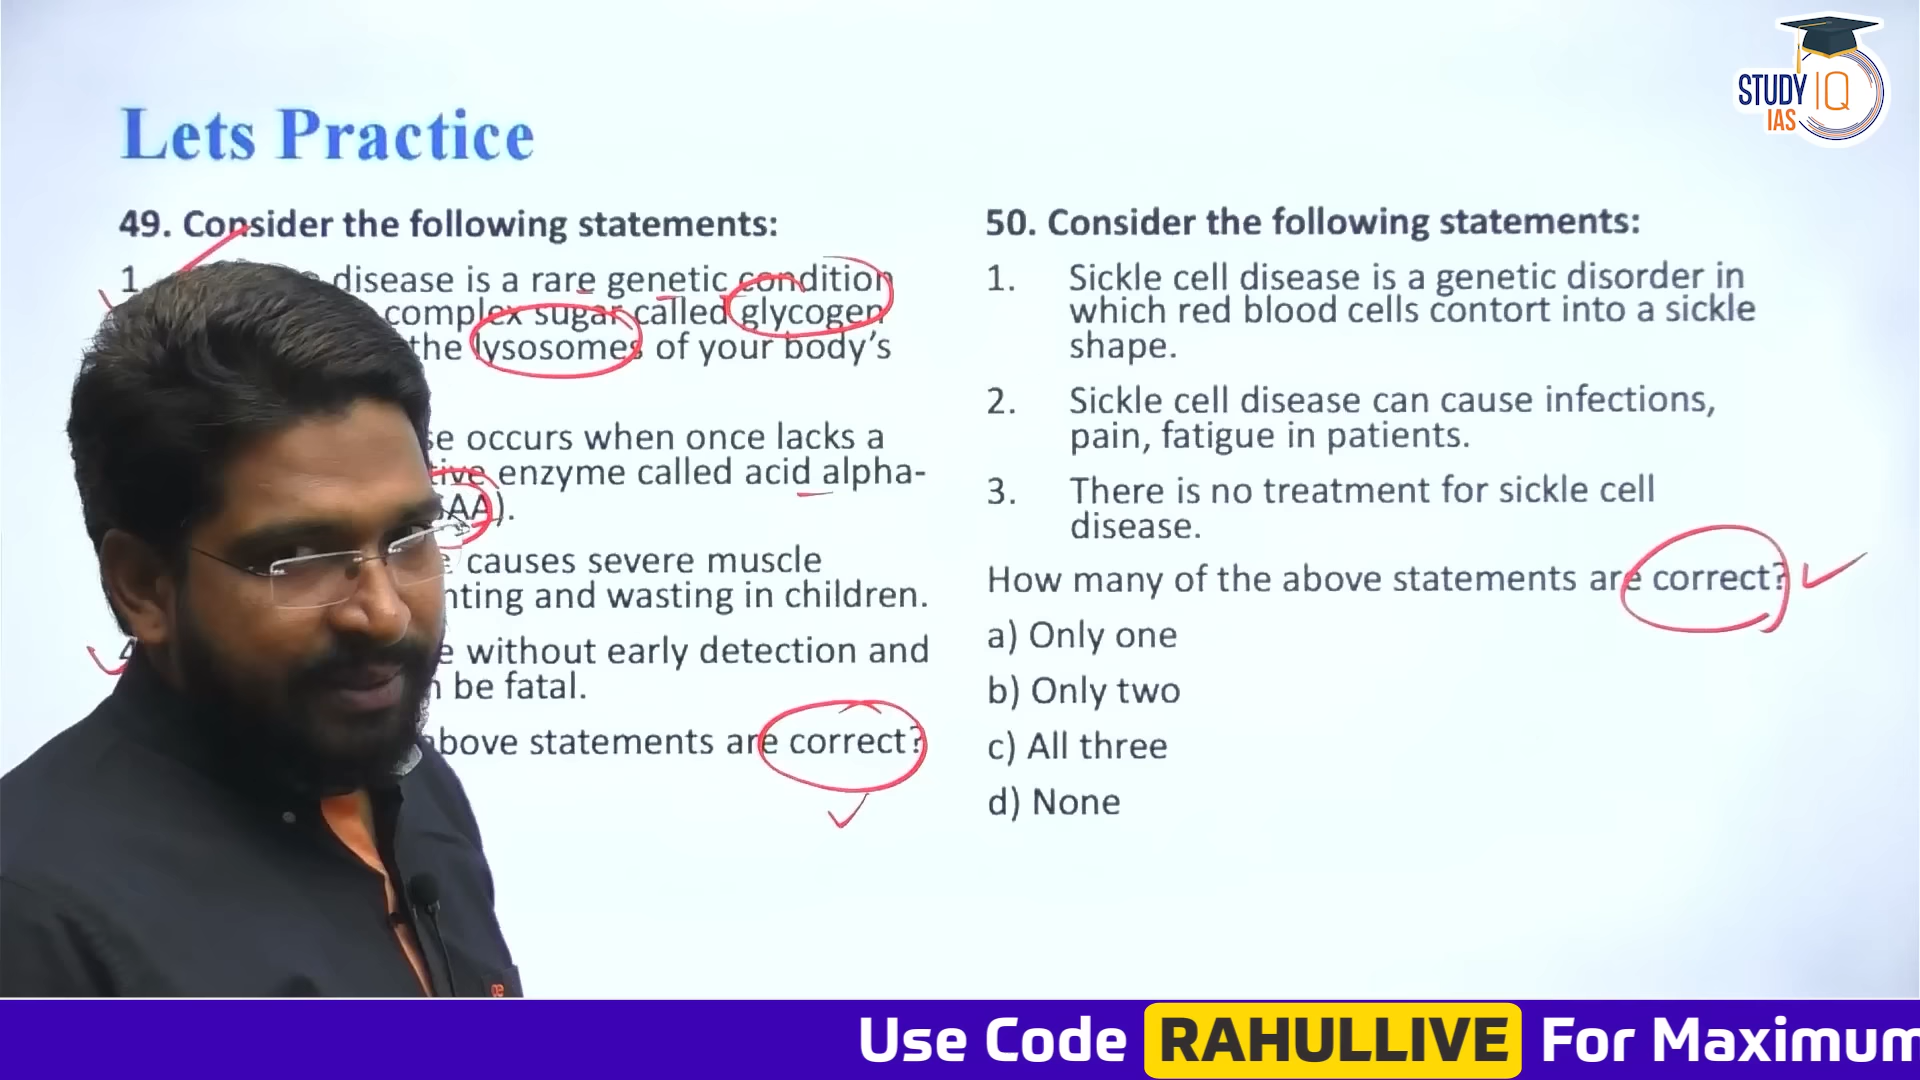 STUDY IQ
IAS
Lets Practice
49. Consider the following statements:
1. disease is a rare genetic condition
complex sugar called glycogen
the lysosomes of your body's
occurs when once lacks a
enzyme called acid alpha-
causes severe muscle
and wasting in children.
without early detection and
be fatal.
statements are correct?
50. Consider the following statements:
1. Sickle cell disease is a genetic disorder in
which red blood cells contort into a sickle
shape.
2. Sickle cell disease can cause infections,
pain, fatigue in patients.
3. There is no treatment for sickle cell
disease.
How many of the above statements are correct?
a) Only one
b) Only two
c) All three
d) None
Use Code RAHULLIVE For Maximum